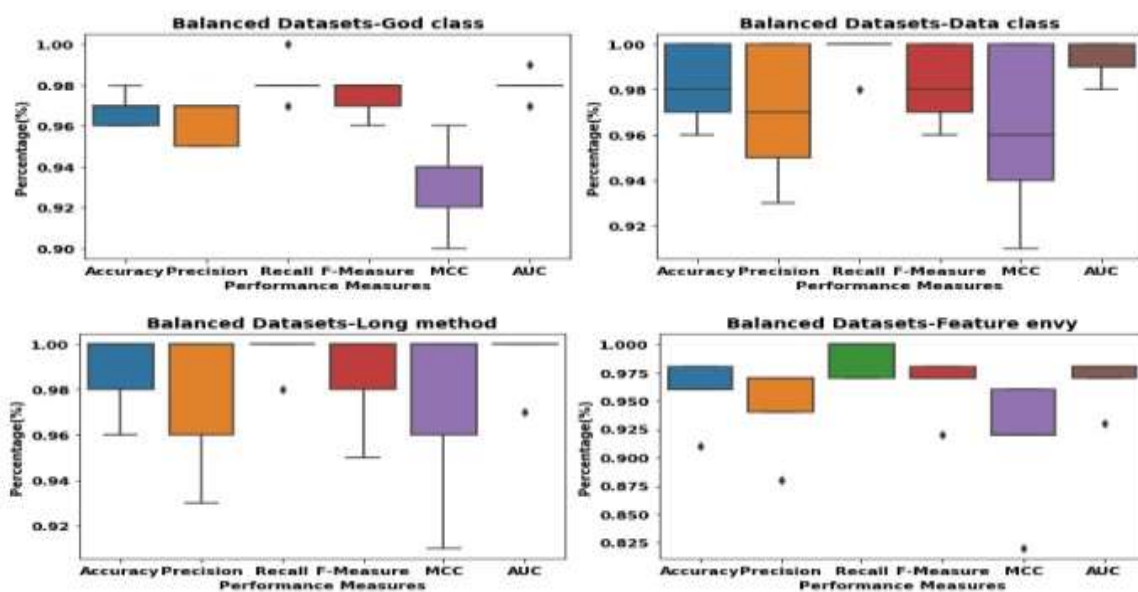 Balanced Datasets-God class
Percentage(%)
1.00
0.98
0.96
0.94
0.92
0.90
Accuracy Precision Recall F-Measure MCC AUC
Performance Measures
Balanced Datasets-Data class
Percentage(%)
1.00
0.98
0.96
0.94
0.92
Accuracy Precision Recall F-Measure MCC AUC
Performance Measures
Balanced Datasets-Long method
Percentage(%)
1.00
0.98
0.96
0.94
0.92
Accuracy Precision Recall F-Measure MCC AUC
Performance Measures
Balanced Datasets-Feature envy
Percentage(%)
1.000
0.975
0.950
0.925
0.900
0.875
0.850
0.825
Accuracy Precision Recall F-Measure MCC AUC
Performance Measures